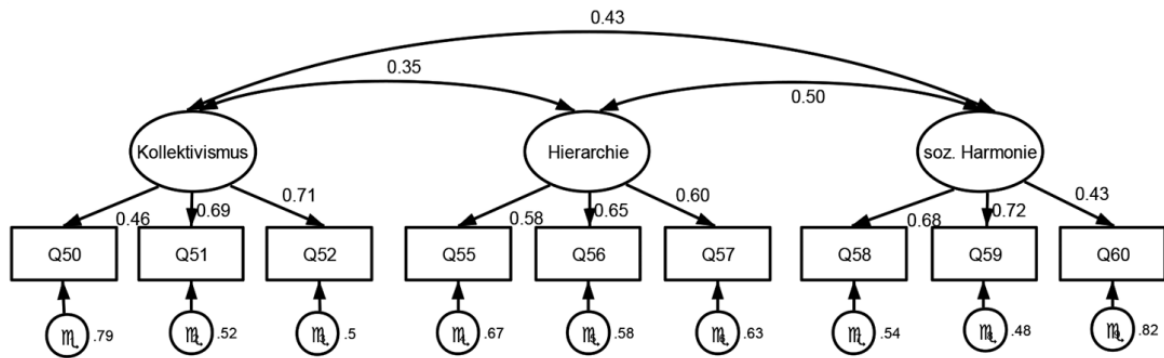 0.43
0.35
0.50
Kollektivismus Hierarchie soz. Harmonie
0.46 0.69 0.71 0.58 0.65 0.60 0.68 0.72 0.43
Q50 Q51 Q52 Q55 Q56 Q57 Q58 Q59 Q60
.79 .52 .5 .67 .58 .63 .54 .48 .82